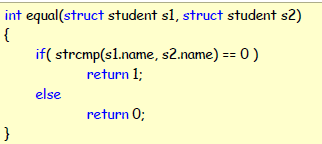 int equal(struct student s1, struct student s2)
{
if( strcmp(s1.name, s2.name) == 0 )
return 1;
else
return 0;
}